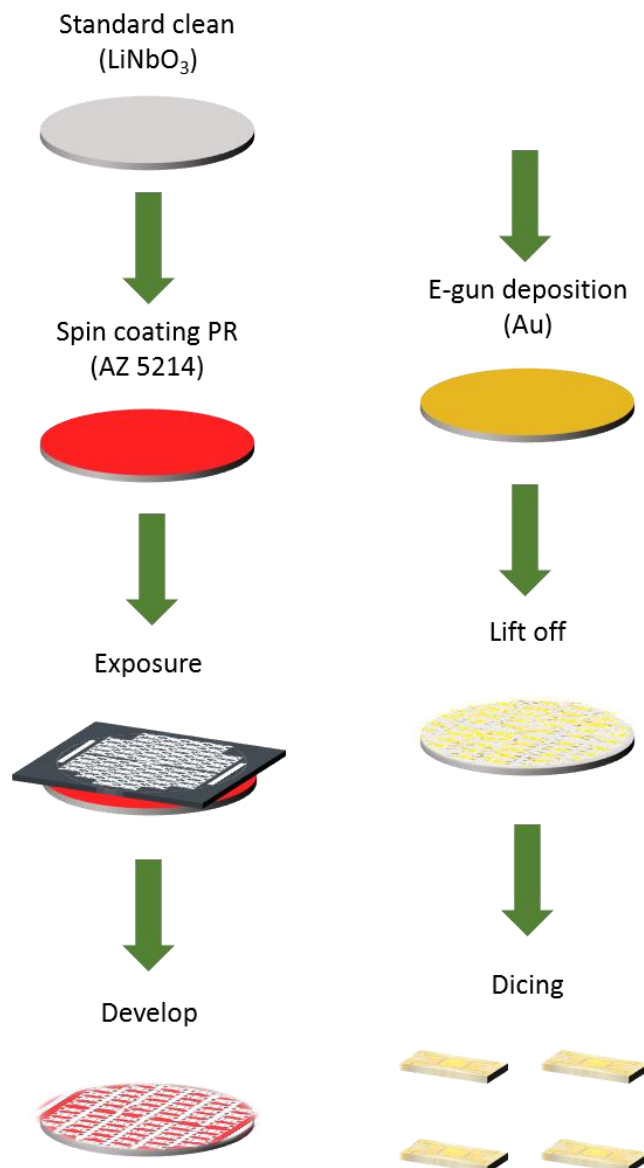 Standard clean
(LiNbO₃)
Spin coating PR
(AZ 5214)
Exposure
Develop
E-gun deposition
(Au)
Lift off
Dicing